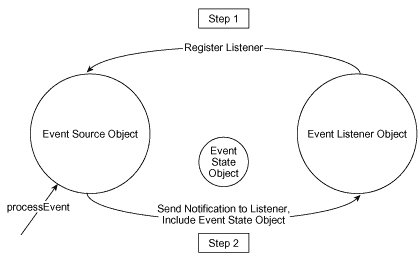 Step 1
Register Listener
Event Source Object
Event Listener Object
Event
State
Object
processEvent
Send Notification to Listener,
Include Event State Object
Step 2